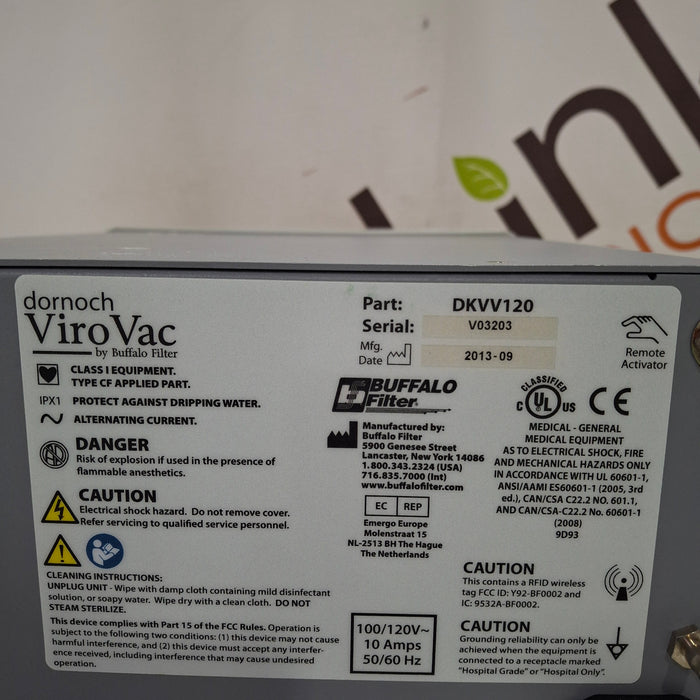 dornoch
ViroVac
by Buffalo Filter
CLASS I EQUIPMENT.
TYPE CF APPLIED PART.
IPX1 PROTECT AGAINST DRIPPING WATER.
ALTERNATING CURRENT.
DANGER
Risk of explosion if used in the presence of
flammable anesthetics.
CAUTION
Electrical shock hazard. Do not remove cover.
Refer servicing to qualified service personnel.
CLEANING INSTRUCTIONS:
UNPLUG UNIT - Wipe with damp cloth containing mild disinfectant
solution, or soapy water. Wipe dry with a clean cloth. DO NOT
STEAM STERILIZE.
This device complies with Part 15 of the FCC Rules. Operation is
subject to the following two conditions: (1) this device may not cause
harmful interference, and (2) this device must accept any interfer-
ence received, including interference that may cause undesired
operation.
Part: DKVV120
Serial: V03203
Mfg.
Date 2013-09
BUFFALO
Filter
Manufactured by:
Buffalo Filter
5900 Genesee Street
Lancaster, New York 14086
1.800.343.2324 (USA)
716.835.7000 (Int)
www.buffalofilter.com
EC REP
Emergo Europe
Molenstraat 15
NL-2513 BH The Hague
The Netherlands
100/120V~
10 Amps
50/60 Hz
Remote
Activator
CLASSIFIED
C UL US CE
MEDICAL - GENERAL
MEDICAL EQUIPMENT
AS TO ELECTRICAL SHOCK, FIRE
AND MECHANICAL HAZARDS ONLY
IN ACCORDANCE WITH UL 60601-1,
ANSI/AAMI ES60601-1 (2005, 3rd
ed.), CAN/CSA C22.2 NO. 601.1,
AND CAN/CSA-C22.2 No. 60601-1
(2008)
9D93
CAUTION
This contains a RFID wireless
tag FCC ID: Y92-BF0002 and
IC: 9532A-BF0002.
CAUTION
Grounding reliability can only be
achieved when the equipment is
connected to a receptacle marked
"Hospital Grade" or "Hospital Only".